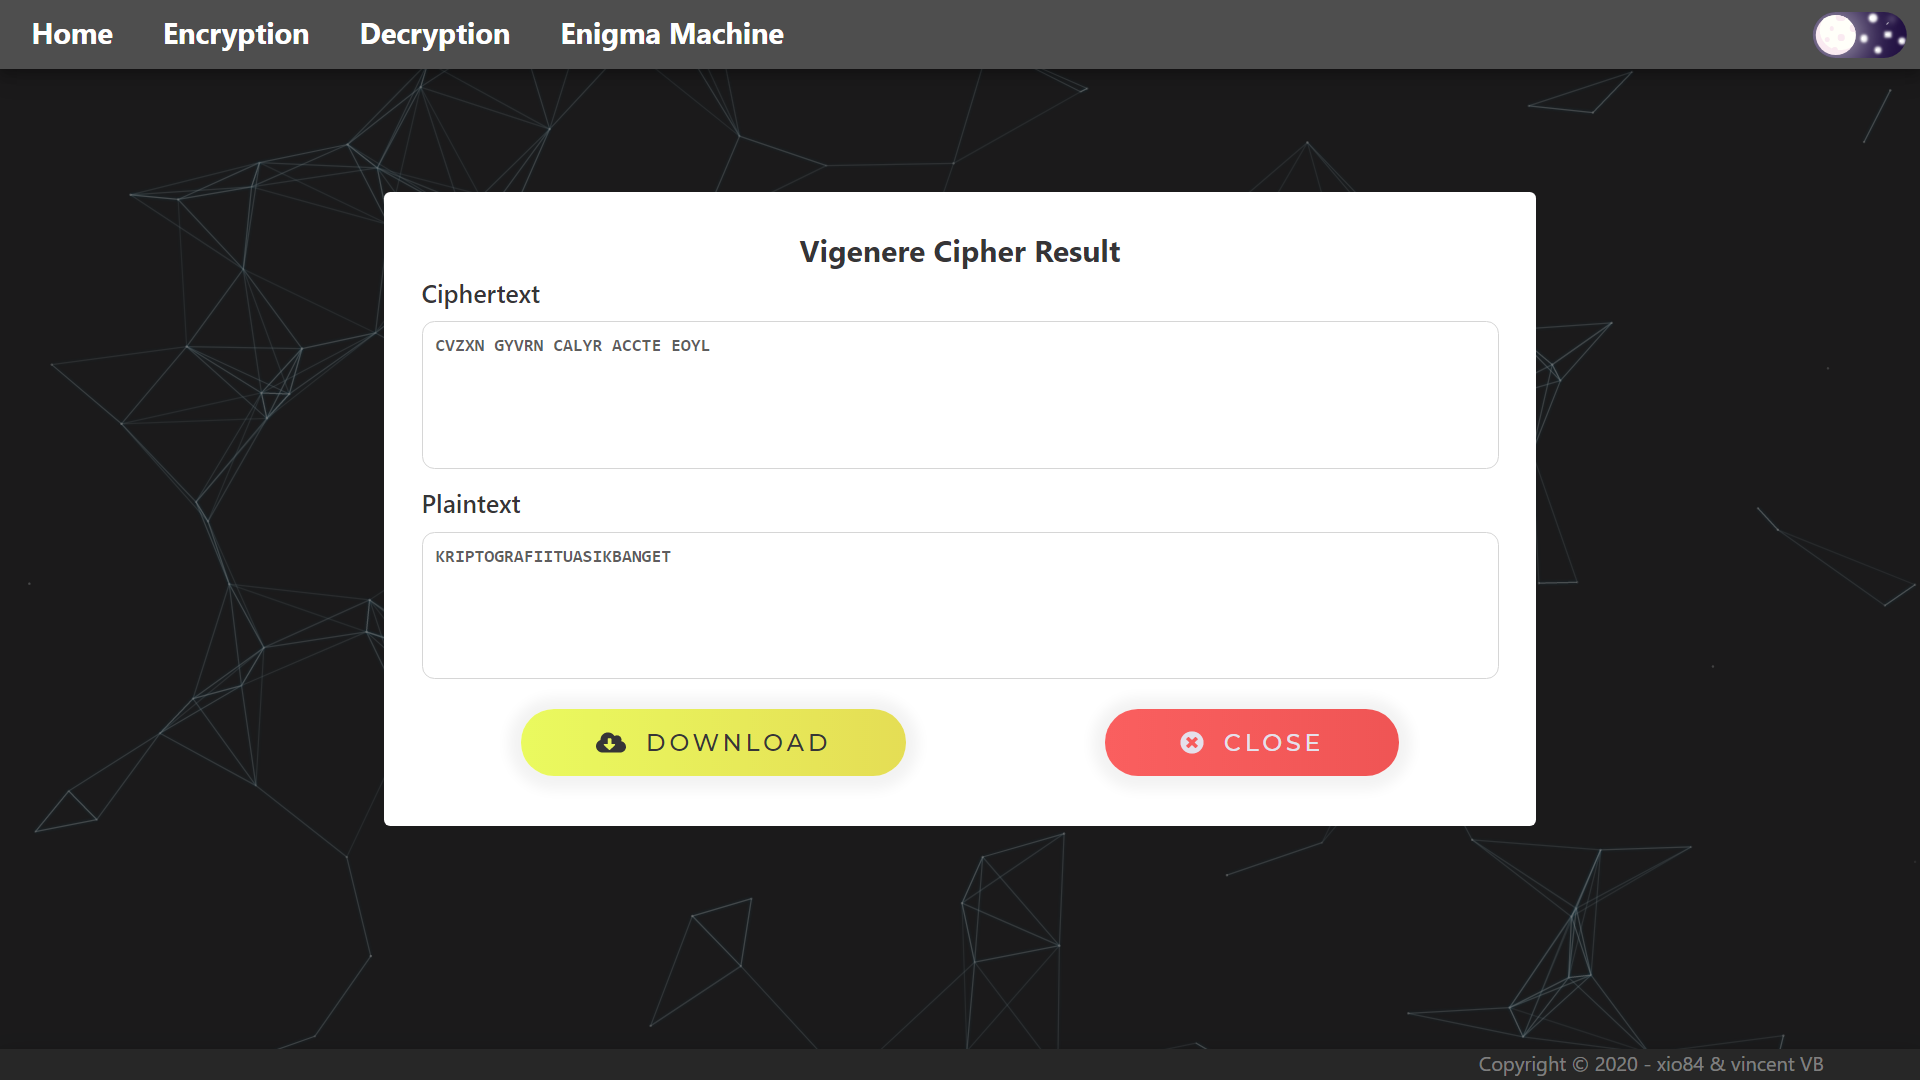 Home Encryption Decryption Enigma Machine
Vigenere Cipher Result
Ciphertext
CVZXN GYVRN CALYR ACCTE EOYL
Plaintext
KRIPTOGRAFIITUASIKBANGET
DOWNLOAD CLOSE
Copyright © 2020 - xio84 & vincent VB